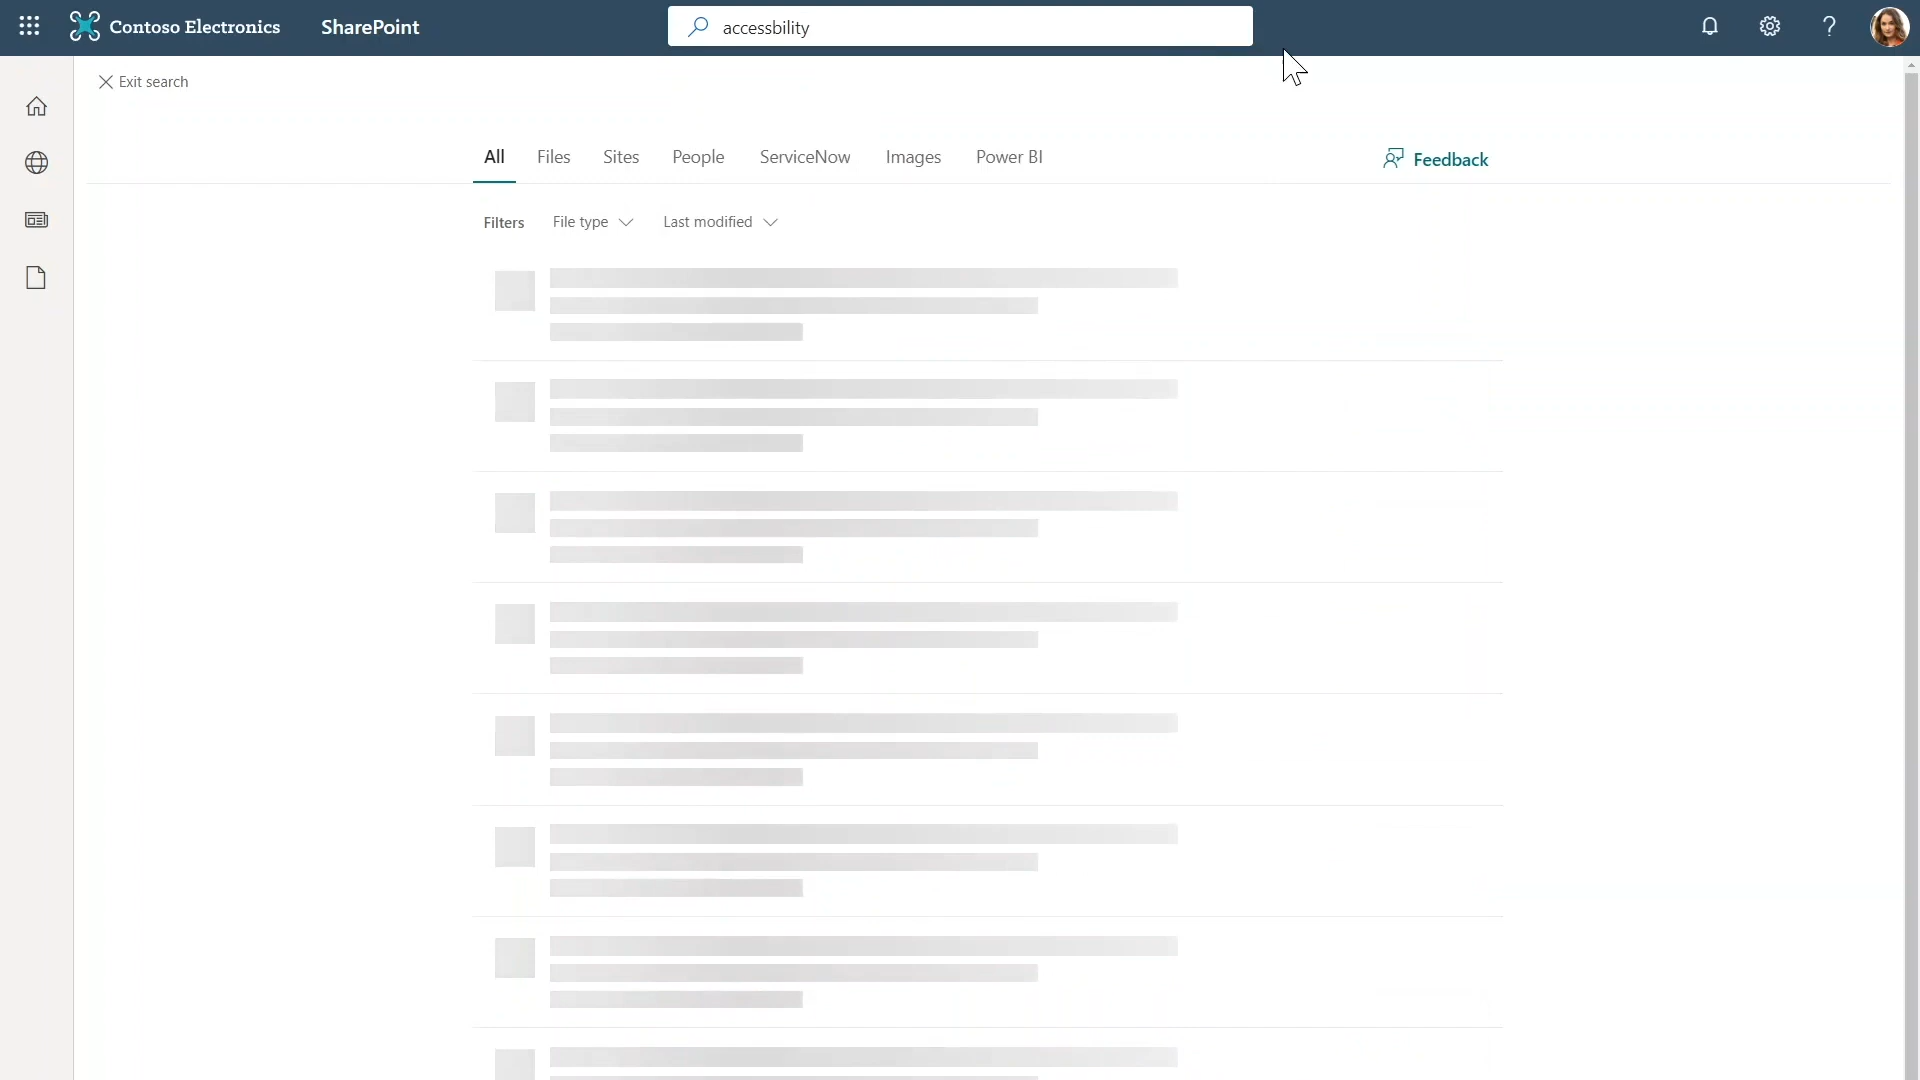 Contoso Electronics SharePoint accessbility
Exit search
All Files Sites People ServiceNow Images Power BI Feedback
Filters File type Last modified